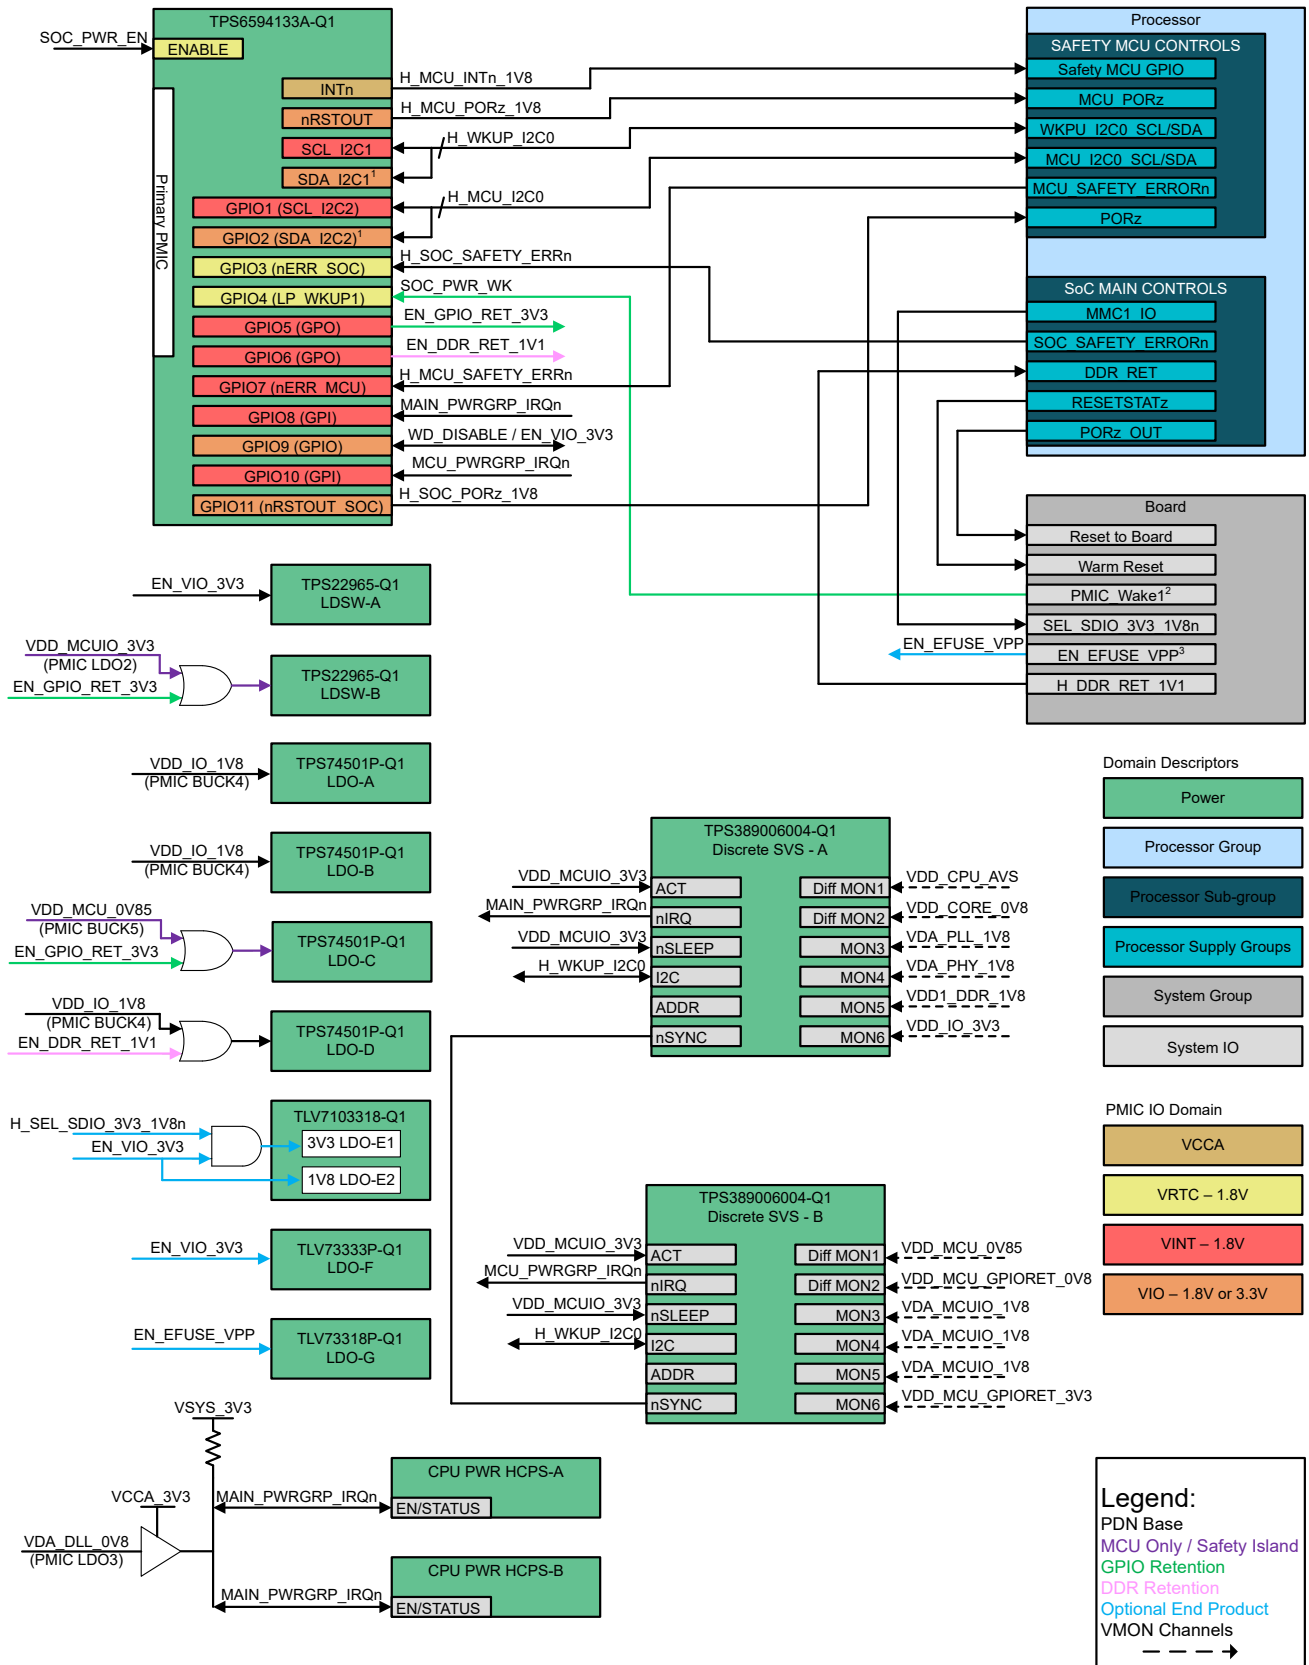 TPS6594133A-Q1
SOC_PWR_EN
ENABLE
Primary PMIC
INTn
H_MCU_INTn_1V8
nRSTOUT
H_MCU_PORz_1V8
SCL_I2C1
H_WKUP_I2C0
SDA_I2C1¹
GPIO1 (SCL_I2C2)
H_MCU_I2C0
GPIO2 (SDA_I2C2)¹
GPIO3 (nERR_SOC)
H_SOC_SAFETY_ERRn
GPIO4 (LP_WKUP1)
SOC_PWR_WK
GPIO5 (GPO)
EN_GPIO_RET_3V3
GPIO6 (GPO)
EN_DDR_RET_1V1
GPIO7 (nERR_MCU)
H_MCU_SAFETY_ERRn
GPIO8 (GPI)
MAIN_PWRGRP_IRQn
GPIO9 (GPIO)
WD_DISABLE / EN_VIO_3V3
GPIO10 (GPI)
MCU_PWRGRP_IRQn
GPIO11 (nRSTOUT_SOC)
H_SOC_PORz_1V8
Processor
SAFETY MCU CONTROLS
Safety MCU GPIO
MCU_PORz
WKPU_I2C0_SCL/SDA
MCU_I2C0_SCL/SDA
MCU_SAFETY_ERRORn
PORz
SoC MAIN CONTROLS
MMC1_IO
SOC_SAFETY_ERRORn
DDR_RET
RESETSTATz
PORz_OUT
Board
Reset to Board
Warm Reset
PMIC_Wake1²
SEL_SDIO_3V3_1V8n
EN_EFUSE_VPP
EN_EFUSE_VPP³
H_DDR_RET_1V1
EN_VIO_3V3
TPS22965-Q1
LDSW-A
VDD_MCUIO_3V3
(PMIC LDO2)
EN_GPIO_RET_3V3
TPS22965-Q1
LDSW-B
VDD_IO_1V8
(PMIC BUCK4)
TPS74501P-Q1
LDO-A
VDD_IO_1V8
(PMIC BUCK4)
TPS74501P-Q1
LDO-B
VDD_MCU_0V85
(PMIC BUCK5)
EN_GPIO_RET_3V3
TPS74501P-Q1
LDO-C
VDD_IO_1V8
(PMIC BUCK4)
EN_DDR_RET_1V1
TPS74501P-Q1
LDO-D
H_SEL_SDIO_3V3_1V8n
EN_VIO_3V3
TLV7103318-Q1
3V3 LDO-E1
1V8 LDO-E2
EN_VIO_3V3
TLV73333P-Q1
LDO-F
EN_EFUSE_VPP
TLV73318P-Q1
LDO-G
VSYS_3V3
VCCA_3V3
VDA_DLL_0V8
(PMIC LDO3)
MAIN_PWRGRP_IRQn
CPU PWR HCPS-A
EN/STATUS
MAIN_PWRGRP_IRQn
CPU PWR HCPS-B
EN/STATUS
TPS389006004-Q1
Discrete SVS - A
VDD_MCUIO_3V3
ACT
Diff MON1
VDD_CPU_AVS
MAIN_PWRGRP_IRQn
nIRQ
Diff MON2
VDD_CORE_0V8
VDD_MCUIO_3V3
nSLEEP
MON3
VDA_PLL_1V8
H_WKUP_I2C0
I2C
MON4
VDA_PHY_1V8
ADDR
MON5
VDD1_DDR_1V8
nSYNC
MON6
VDD_IO_3V3
TPS389006004-Q1
Discrete SVS - B
VDD_MCUIO_3V3
ACT
Diff MON1
VDD_MCU_0V85
MCU_PWRGRP_IRQn
nIRQ
Diff MON2
VDD_MCU_GPIORET_0V8
VDD_MCUIO_3V3
nSLEEP
MON3
VDA_MCUIO_1V8
H_WKUP_I2C0
I2C
MON4
VDA_MCUIO_1V8
ADDR
MON5
VDA_MCUIO_1V8
nSYNC
MON6
VDD_MCU_GPIORET_3V3
Domain Descriptors
Power
Processor Group
Processor Sub-group
Processor Supply Groups
System Group
System IO
PMIC IO Domain
VCCA
VRTC – 1.8V
VINT – 1.8V
VIO – 1.8V or 3.3V
Legend:
PDN Base
MCU Only / Safety Island
GPIO Retention
DDR Retention
Optional End Product
VMON Channels